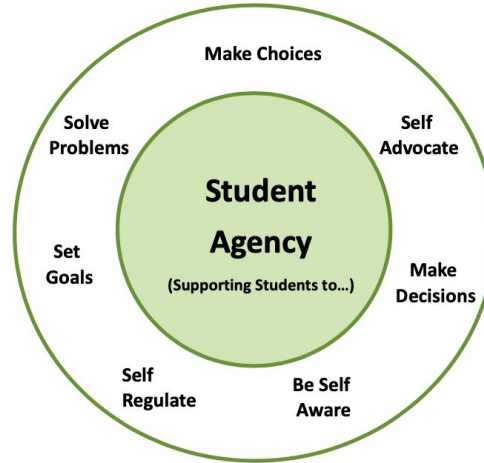 Make Choices
Solve
Problems
Self
Advocate
Student
Agency
(Supporting Students to...)
Set
Goals
Make
Decisions
Self
Regulate
Be Self
Aware